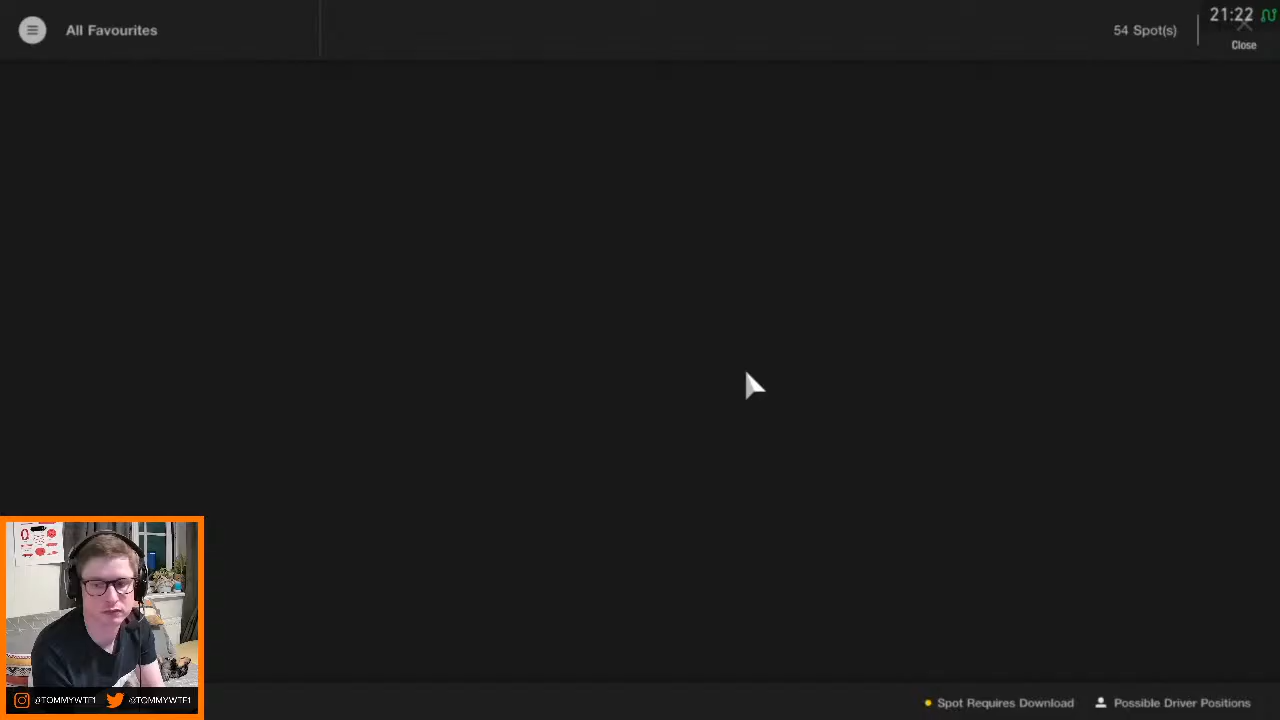 All Favourites
54 Spot(s)
21:22
Close
Spot Requires Download
Possible Driver Positions
@TOMMYWTF1
@TOMMYWTF1